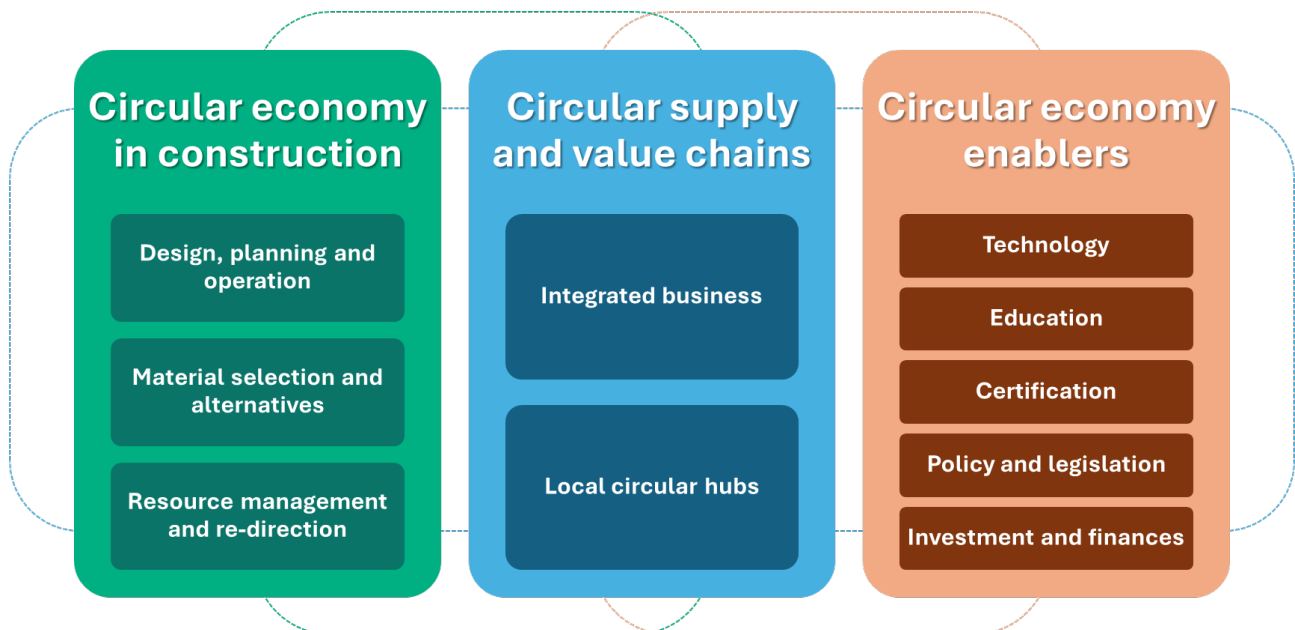 Circular economy
in construction
Design, planning and
operation
Material selection and
alternatives
Resource management
and re-direction
Circular supply
and value chains
Integrated business
Local circular hubs
Circular economy
enablers
Technology
Education
Certification
Policy and legislation
Investment and finances